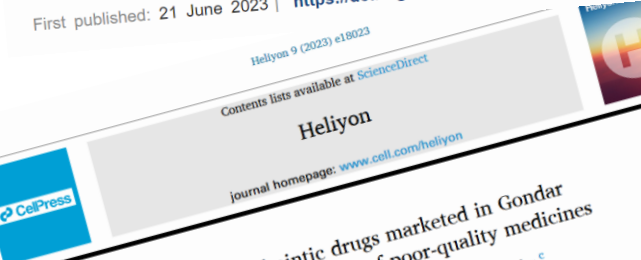 First published: 21 June 2023 |
Heliyon 9 (2023) e18023
Contents lists available at ScienceDirect
Heliyon
journal homepage: www.cell.com/heliyon
CellPress
drugs marketed in Gondar
poor-quality medicines
c